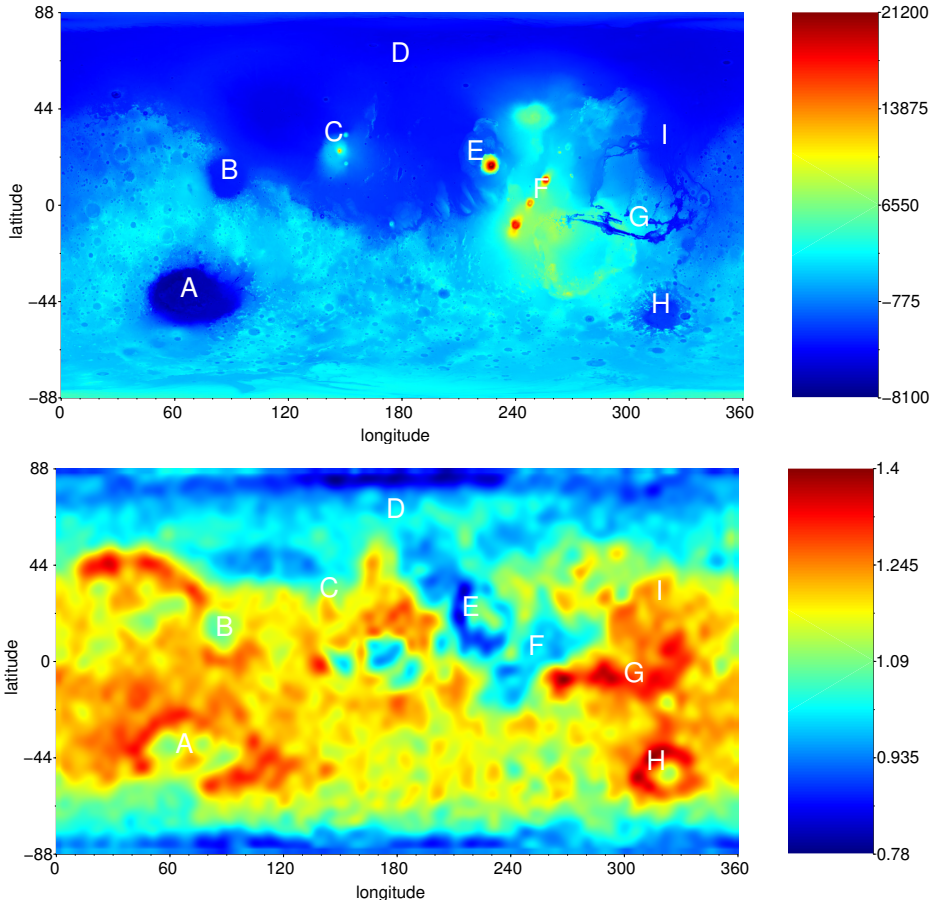 88
44
0
−44
−88
latitude
0
60
120
180
240
300
360
longitude
A
B
C
D
E
F
G
H
I
21200
13875
6550
−775
−8100
88
44
0
−44
−88
latitude
0
60
120
180
240
300
360
longitude
A
B
C
D
E
F
G
H
I
1.4
1.245
1.09
0.935
0.78